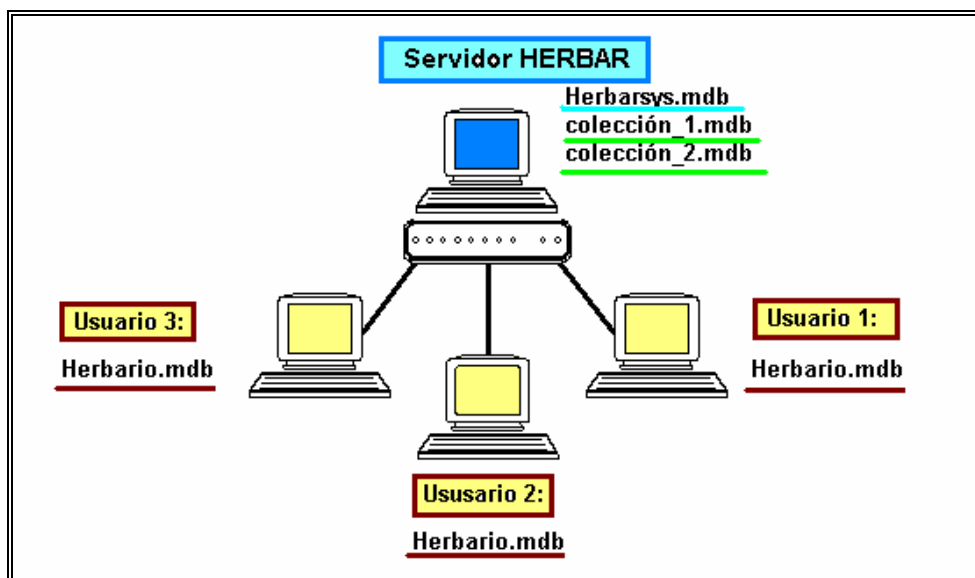 Servidor HERBAR
Herbarsys.mdb
colección_1.mdb
colección_2.mdb
Usuario 3:
Herbario.mdb
Usuario 1:
Herbario.mdb
Ususario 2:
Herbario.mdb